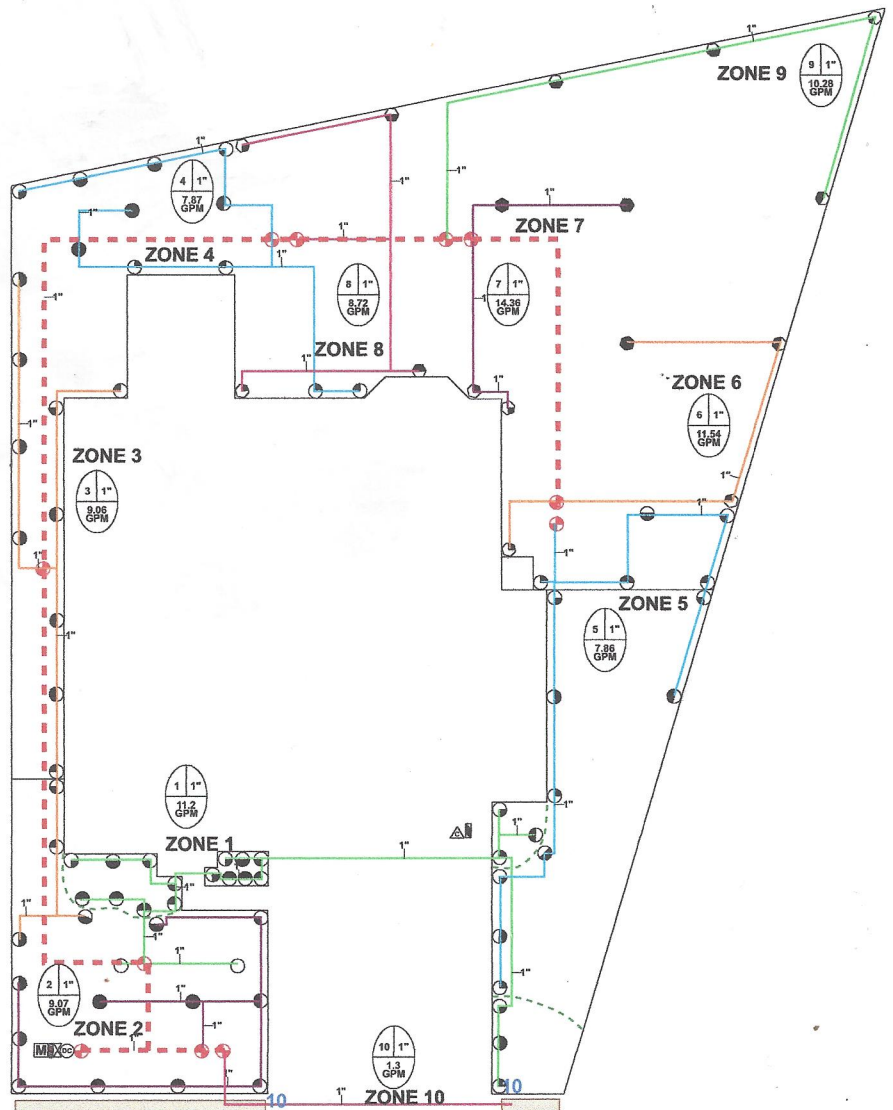 1"
ZONE 9
9 1"
10.28
GPM
1"
4 1"
7.87
GPM
1"
1"
1"
1"
ZONE 7
1"
ZONE 4
1"
1"
8 1"
8.72
GPM
7 1"
14.36
GPM
1"
ZONE 8
1"
1"
ZONE 6
6 1"
11.54
GPM
1"
ZONE 3
3 1"
9.06
GPM
1"
1"
1"
1"
ZONE 5
5 1"
7.86
GPM
1"
1 1"
11.2
GPM
1"
ZONE 1
1"
1"
1"
1"
1"
1"
1"
2 1"
9.07
GPM
1"
ZONE 2
1"
1"
10 1"
1.3
GPM
1"
1"
ZONE 10
10
10